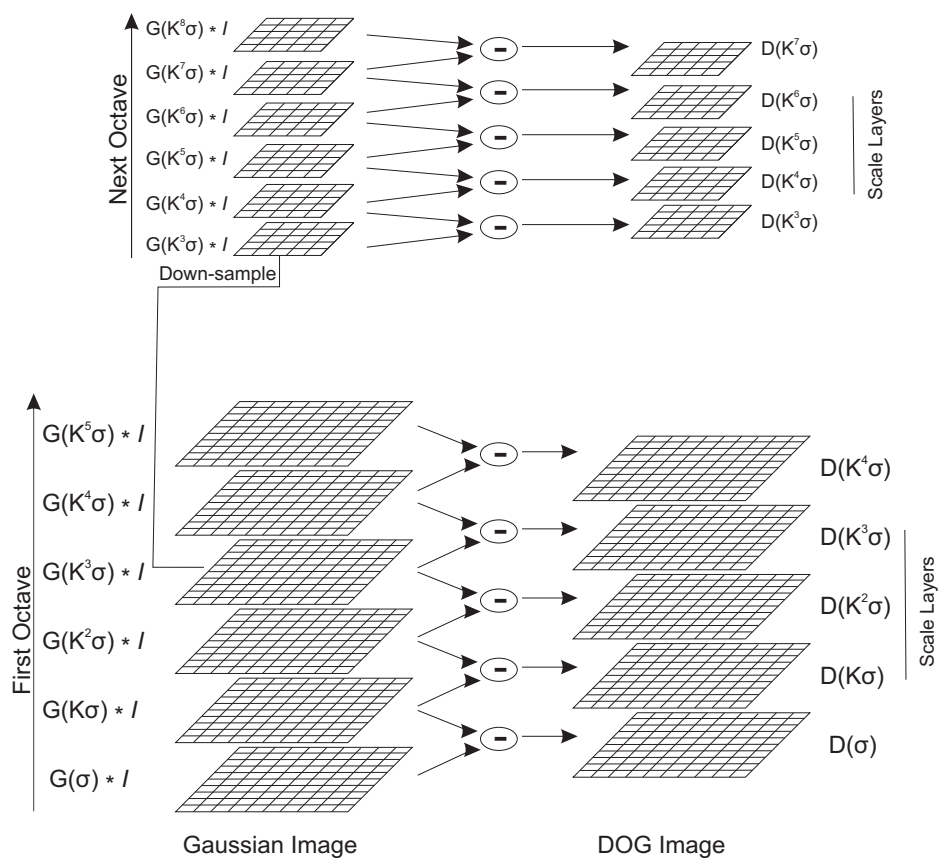 Next Octave
G(K⁸σ) * I
G(K⁷σ) * I
G(K⁶σ) * I
G(K⁵σ) * I
G(K⁴σ) * I
G(K³σ) * I
-
-
-
-
-
D(K⁷σ)
D(K⁶σ)
D(K⁵σ)
D(K⁴σ)
D(K³σ)
Scale Layers
Down-sample
First Octave
G(K⁵σ) * I
G(K⁴σ) * I
G(K³σ) * I
G(K²σ) * I
G(Kσ) * I
G(σ) * I
-
-
-
-
-
D(K⁴σ)
D(K³σ)
D(K²σ)
D(Kσ)
D(σ)
Scale Layers
Gaussian Image
DOG Image